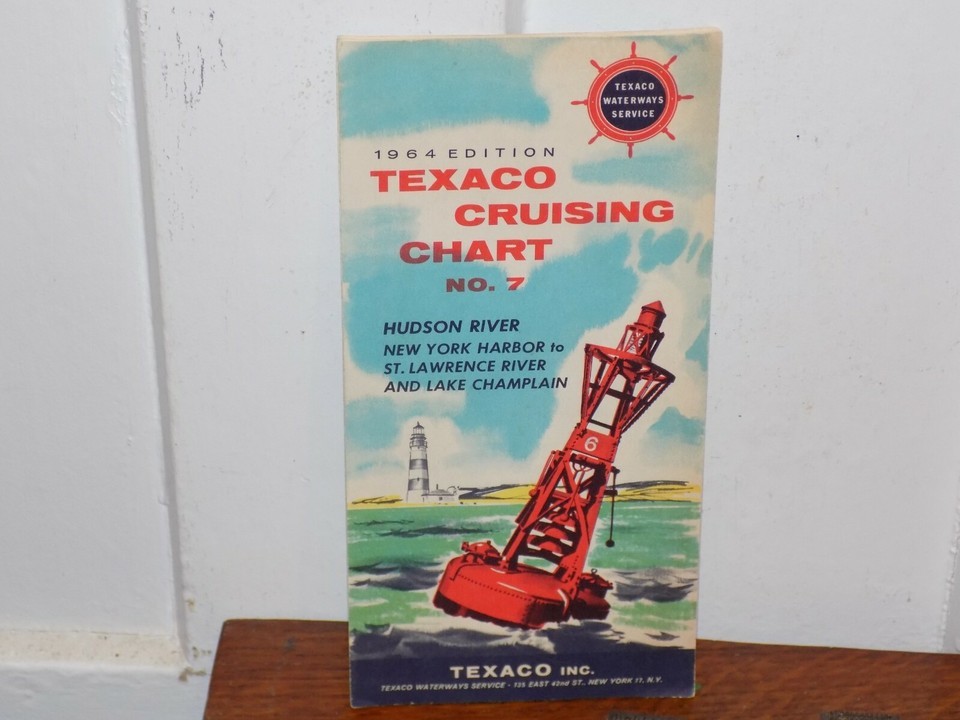 TEXACO
WATERWAYS
SERVICE
1964 EDITION
TEXACO
CRUISING
CHART
NO. 7
HUDSON RIVER
NEW YORK HARBOR to
ST. LAWRENCE RIVER
AND LAKE CHAMPLAIN
6
TEXACO INC.
TEXACO WATERWAYS SERVICE • 135 EAST 42nd ST., NEW YORK 17, N.Y.